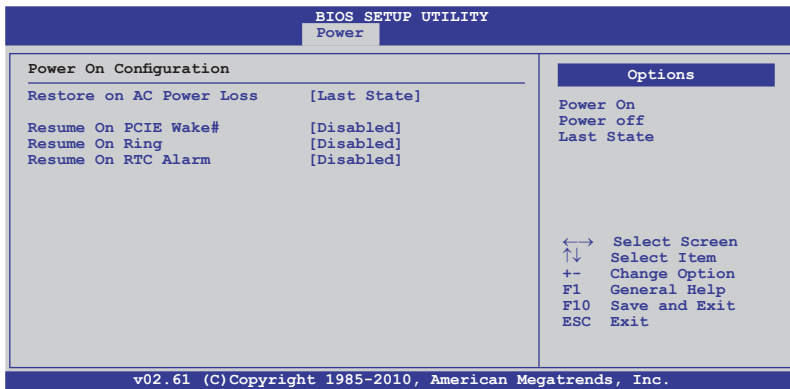 BIOS SETUP UTILITY
Power
Power On Configuration
Restore on AC Power Loss [Last State]
Resume On PCIE Wake# [Disabled]
Resume On Ring [Disabled]
Resume On RTC Alarm [Disabled]
Options
Power On
Power off
Last State
←→ Select Screen
↑↓ Select Item
+- Change Option
F1 General Help
F10 Save and Exit
ESC Exit
v02.61 (C)Copyright 1985-2010, American Megatrends, Inc.